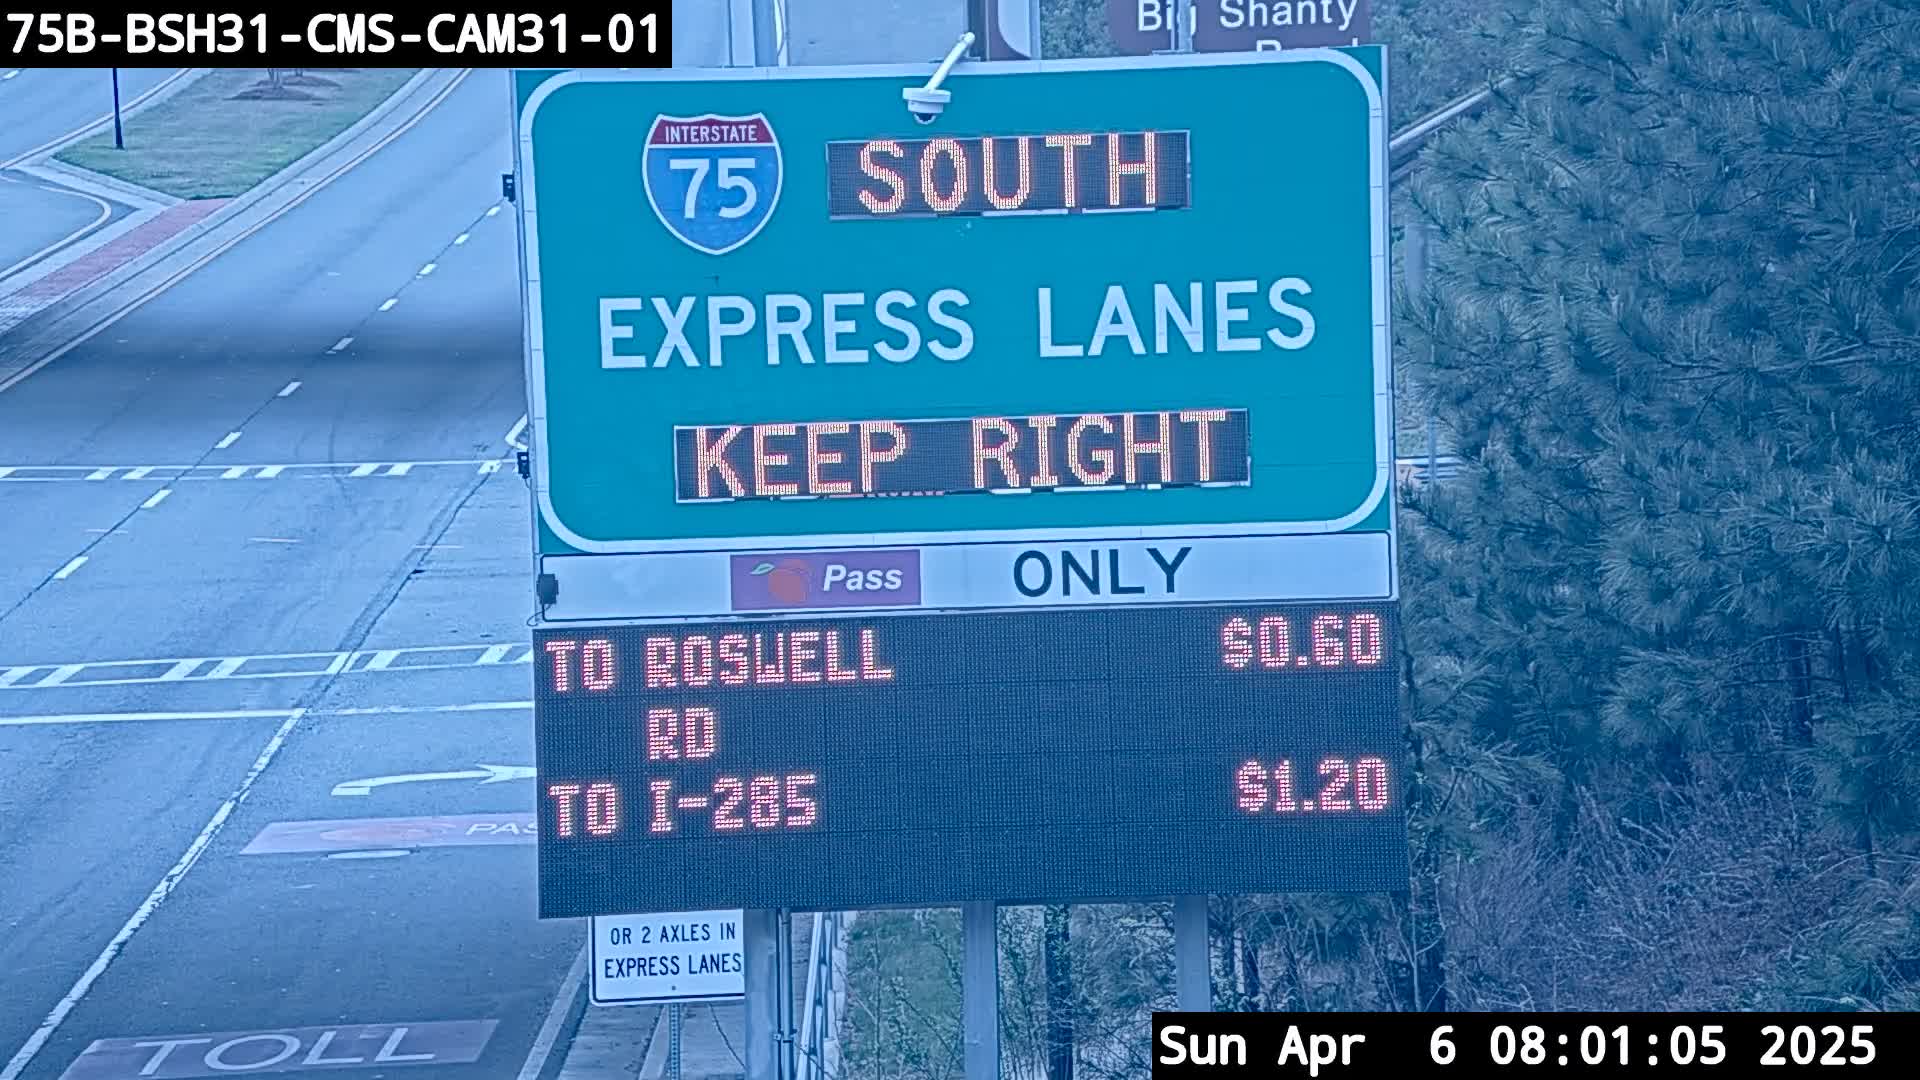 75B-BSH31-CMS-CAM31-01
Big Shanty
Road
INTERSTATE
75
SOUTH
EXPRESS LANES
KEEP RIGHT
Pass
ONLY
TO ROSWELL $0.60
RD
TO I-285 $1.20
OR 2 AXLES IN
EXPRESS LANES
TOLL
Sun Apr 6 08:01:05 2025